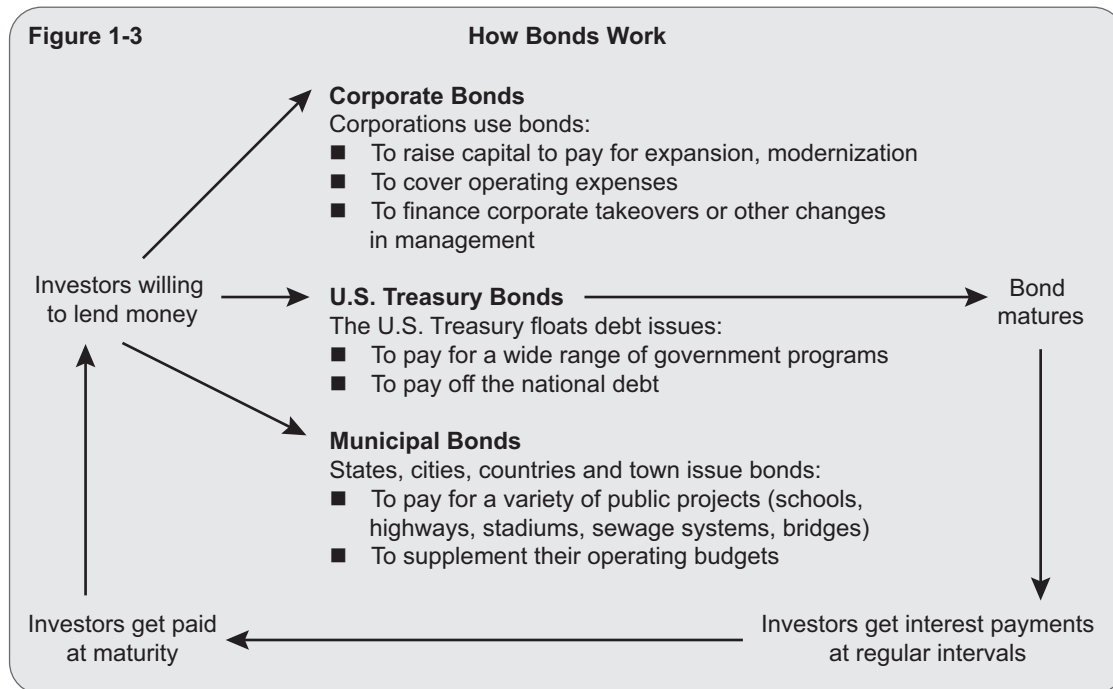 Figure 1-3
How Bonds Work
Corporate Bonds
Corporations use bonds:
■ To raise capital to pay for expansion, modernization
■ To cover operating expenses
■ To finance corporate takeovers or other changes
in management
Investors willing
to lend money
U.S. Treasury Bonds
The U.S. Treasury floats debt issues:
■ To pay for a wide range of government programs
■ To pay off the national debt
Bond
matures
Municipal Bonds
States, cities, countries and town issue bonds:
■ To pay for a variety of public projects (schools,
highways, stadiums, sewage systems, bridges)
■ To supplement their operating budgets
Investors get paid
at maturity
Investors get interest payments
at regular intervals